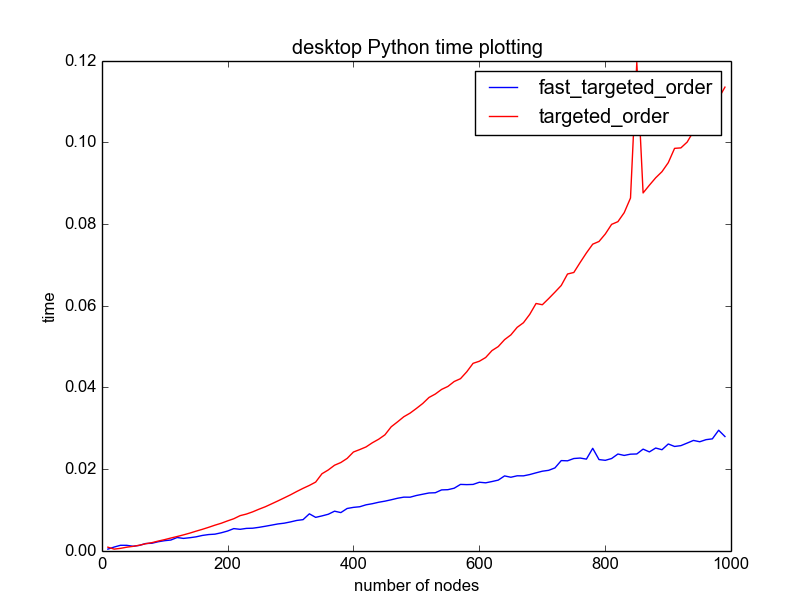 desktop Python time plotting
0.12
0.10
0.08
0.06
0.04
0.02
0.00
time
fast_targeted_order
targeted_order
0
200
400
600
800
1000
number of nodes